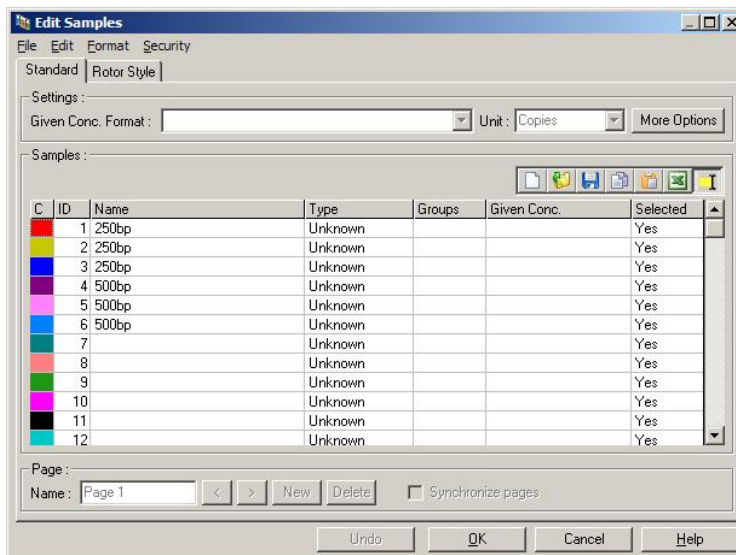 Edit Samples
File Edit Format Security
Standard Rotor Style
Settings :
Given Conc. Format : Unit : Copies More Options
Samples :
C ID Name Type Groups Given Conc. Selected
1 250bp Unknown Yes
2 250bp Unknown Yes
3 250bp Unknown Yes
4 500bp Unknown Yes
5 500bp Unknown Yes
6 500bp Unknown Yes
7 Unknown Yes
8 Unknown Yes
9 Unknown Yes
10 Unknown Yes
11 Unknown Yes
12 Unknown Yes
Page :
Name : Page 1 < > New Delete Synchronize pages
Undo OK Cancel Help